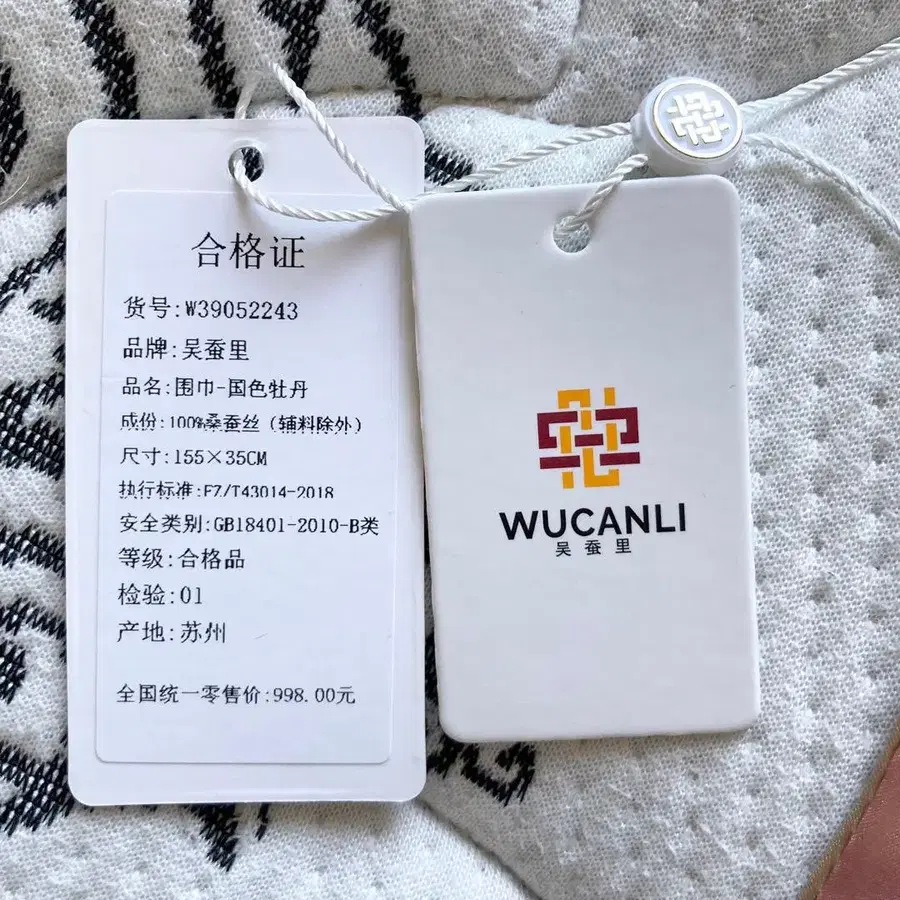 合格证
货号:W39052243
品牌:吴蚕里
品名:围巾-国色牡丹
成份:100%桑蚕丝（辅料除外）
尺寸:155×35CM
执行标准:FZ/T43014-2018
安全类别:GB18401-2010-B类
等级:合格品
检验:01
产地:苏州
全国统一零售价:998.00元
WUCANLI
吴蚕里